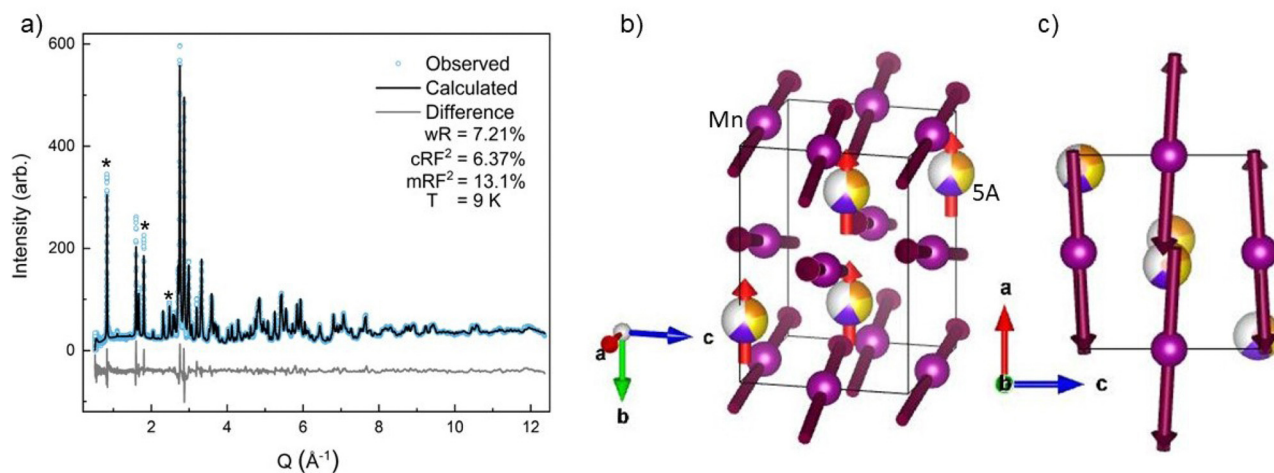 a)
600
400
200
0
Intensity (arb.)
*
*
*
Observed
Calculated
Difference
wR = 7.21%
cRF² = 6.37%
mRF² = 13.1%
T = 9 K
2 4 6 8 10 12
Q (Å⁻¹)
b)
Mn
5A
a
b
c
c)
a
b
c